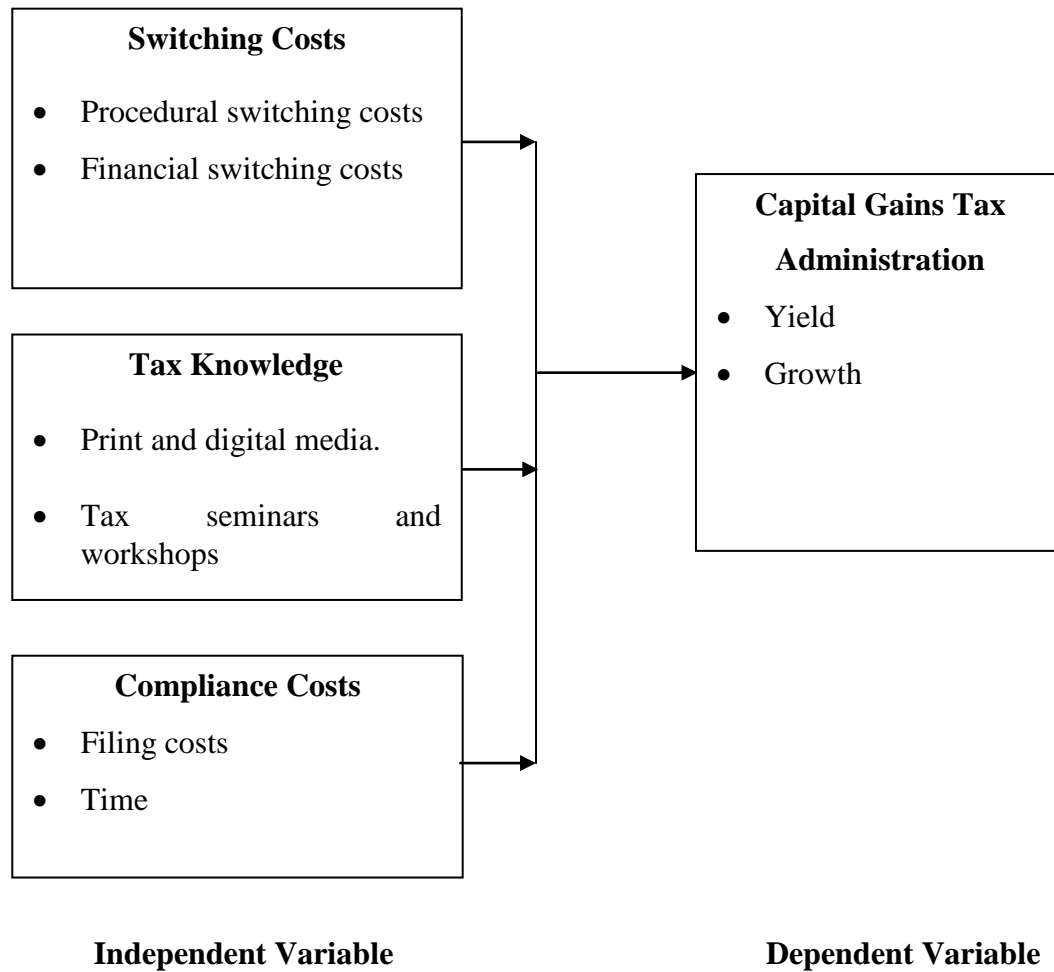 Switching Costs
• Procedural switching costs
• Financial switching costs
Tax Knowledge
• Print and digital media.
• Tax seminars and
workshops
Compliance Costs
• Filing costs
• Time
Independent Variable
Capital Gains Tax
Administration
• Yield
• Growth
Dependent Variable